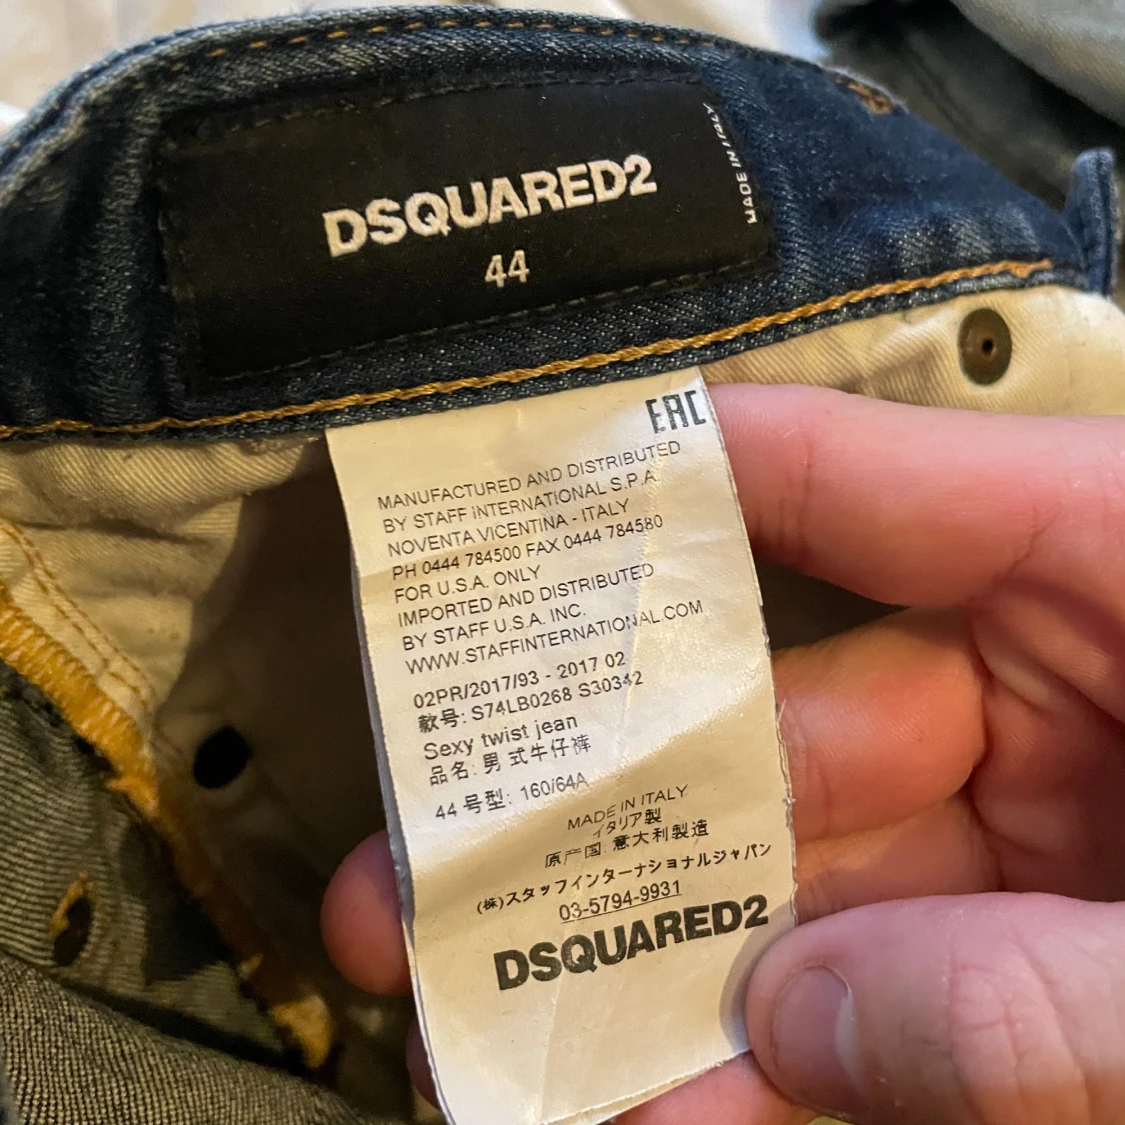 DSQUARED2
44
MADE IN ITALY
EAC
MANUFACTURED AND DISTRIBUTED
BY STAFF INTERNATIONAL S.P.A
NOVENTA VICENTINA - ITALY
PH 0444 784500 FAX 0444 784580
FOR U.S.A. ONLY
IMPORTED AND DISTRIBUTED
BY STAFF U.S.A. INC.
WWW.STAFFINTERNATIONAL.COM
02PR/2017/93 - 2017 02
款号: S74LB0268 S30342
Sexy twist jean
品名: 男式牛仔裤
44 号型: 160/64A
MADE IN ITALY
イタリア製
原产国: 意大利製造
(株)スタッフインターナショナルジャパン
03-5794-9931
DSQUARED2